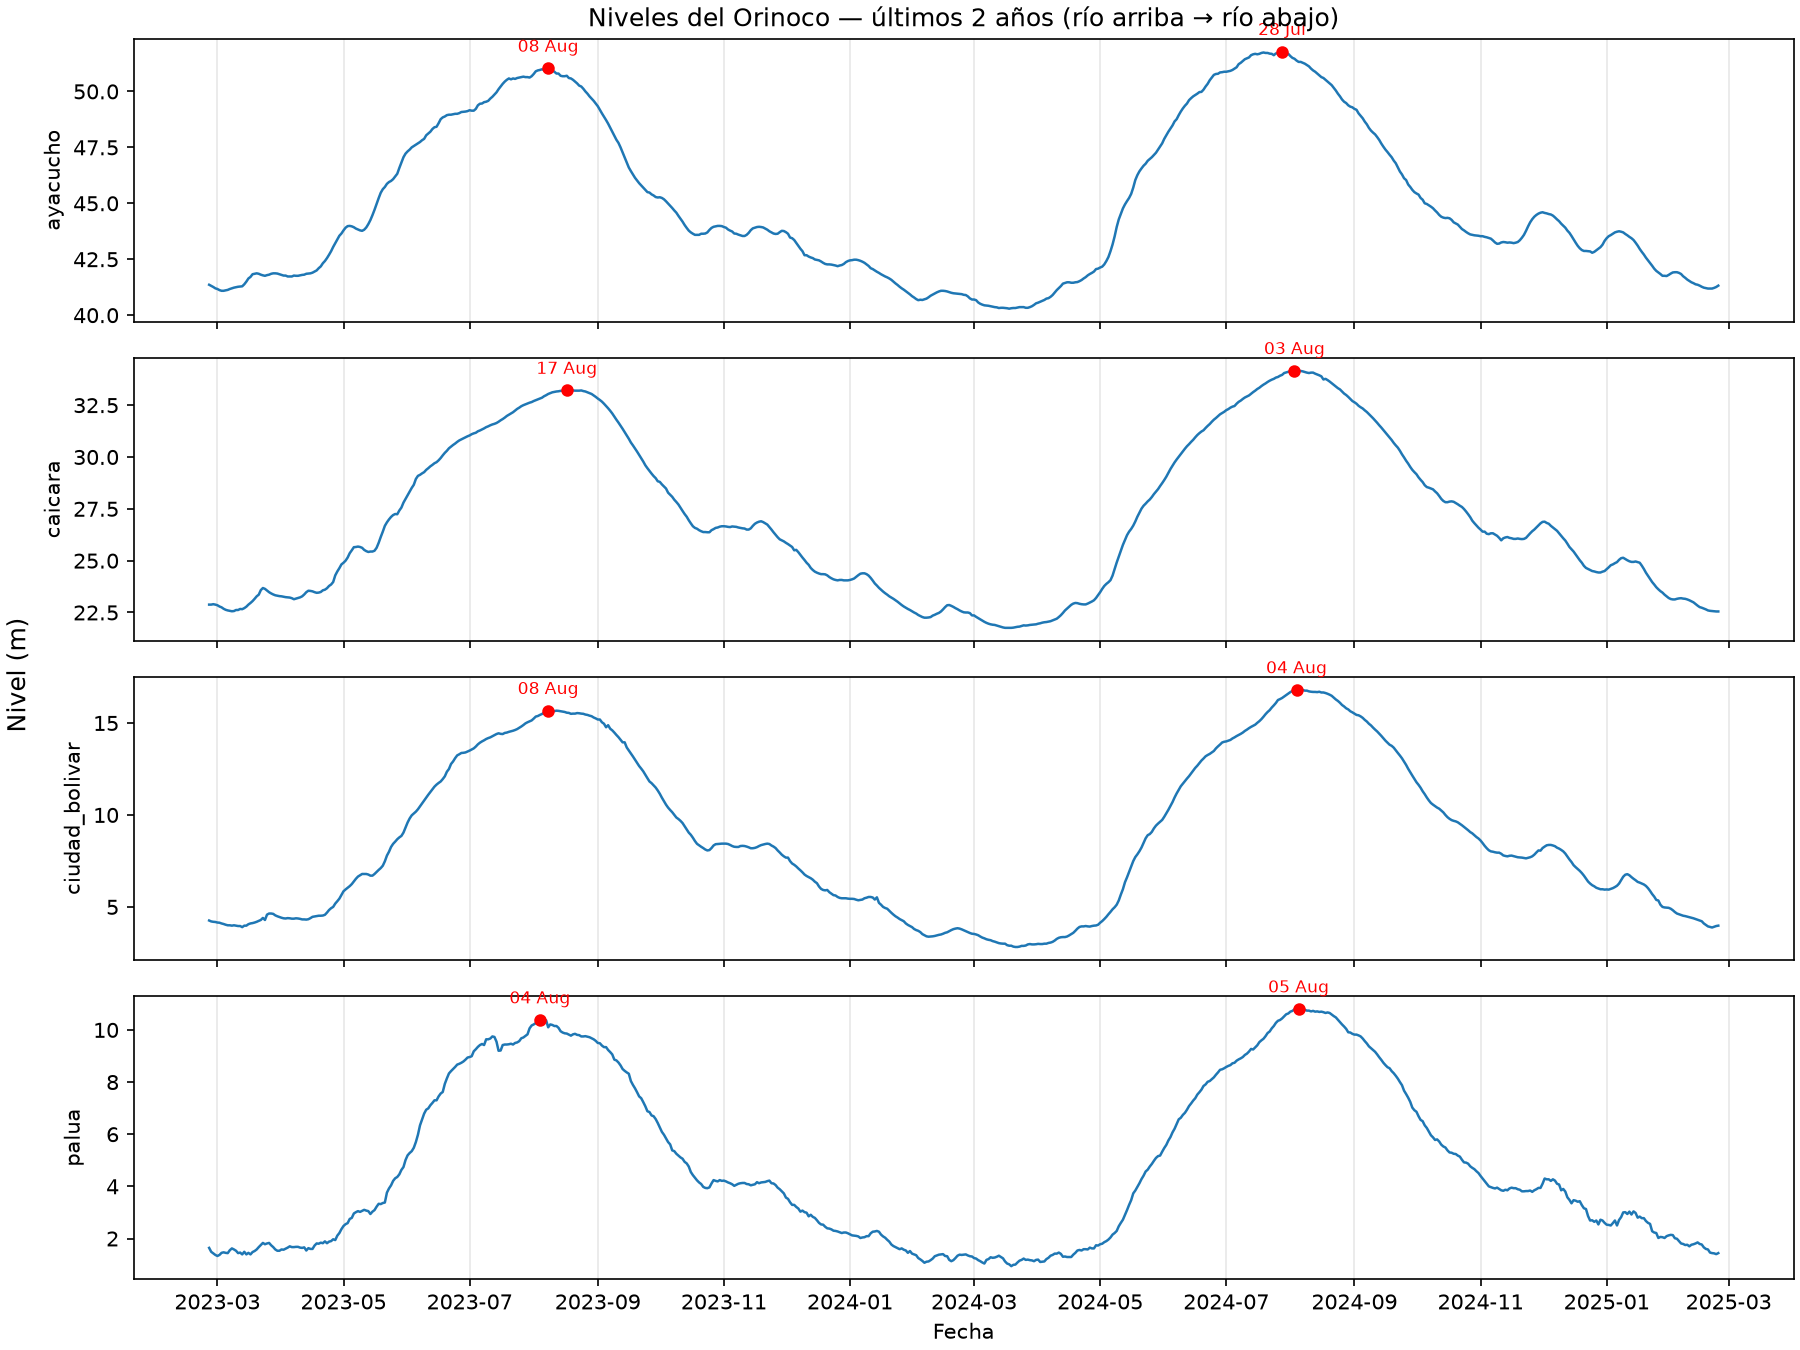 Niveles del Orinoco — últimos 2 años (río arriba → río abajo)
Nivel (m)
ayacucho
50.0
47.5
45.0
42.5
40.0
08 Aug
28 Jul
caicara
32.5
30.0
27.5
25.0
22.5
17 Aug
03 Aug
ciudad_bolivar
15
10
5
08 Aug
04 Aug
palua
10
8
6
4
2
04 Aug
05 Aug
2023-03 2023-05 2023-07 2023-09 2023-11 2024-01 2024-03 2024-05 2024-07 2024-09 2024-11 2025-01 2025-03
Fecha